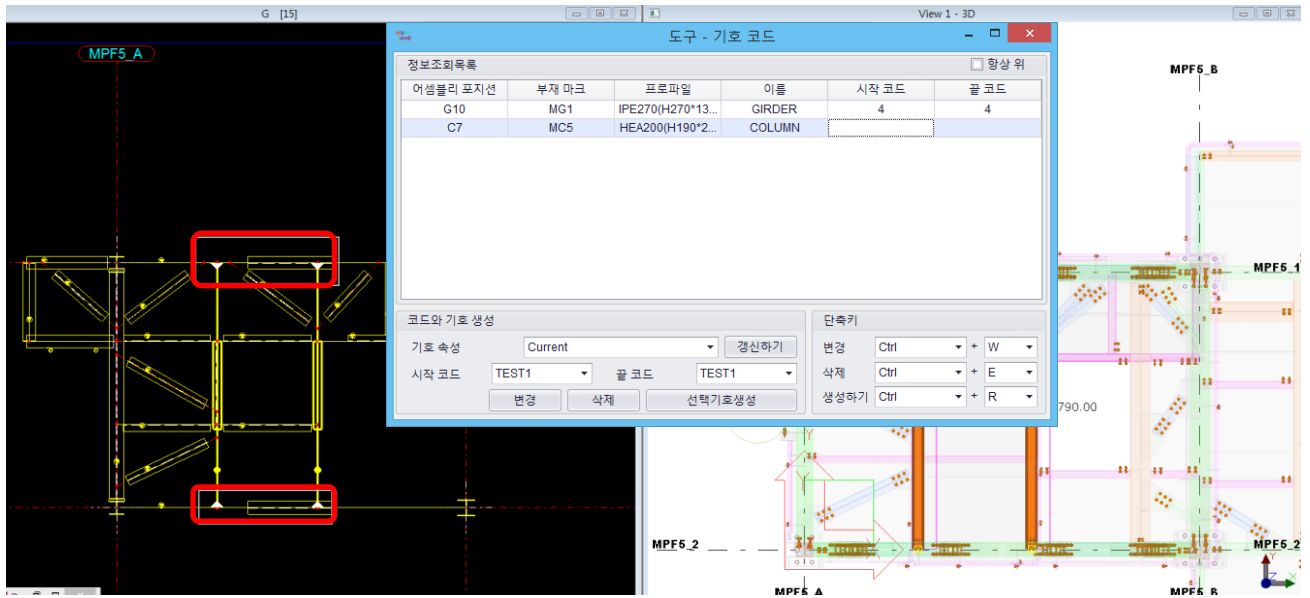 G [15]
View 1 - 3D
MPF5_A
도구 - 기호 코드
정보조회목록
항상 위
어셈블리 포지션 부재 마크 프로파일 이름 시작 코드 끝 코드
G10 MG1 IPE270(H270*13... GIRDER 4 4
C7 MC5 HEA200(H190*2... COLUMN
코드와 기호 생성
기호 속성 Current 갱신하기
시작 코드 TEST1 끝 코드 TEST1
변경 삭제 선택기호생성
단축키
변경 Ctrl + W
삭제 Ctrl + E
생성하기 Ctrl + R
MPF5_B
MPF5_1
790.00
MPF5_2
MPF5_2
MPF5_A
MPF5_B